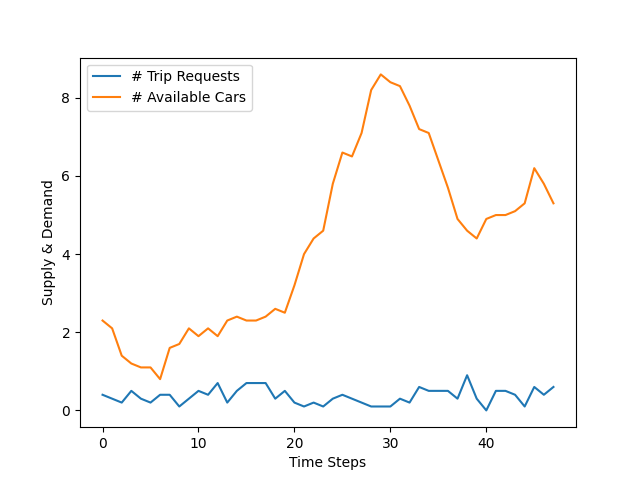 # Trip Requests
# Available Cars
8
6
4
2
0
Supply & Demand
0 10 20 30 40
Time Steps